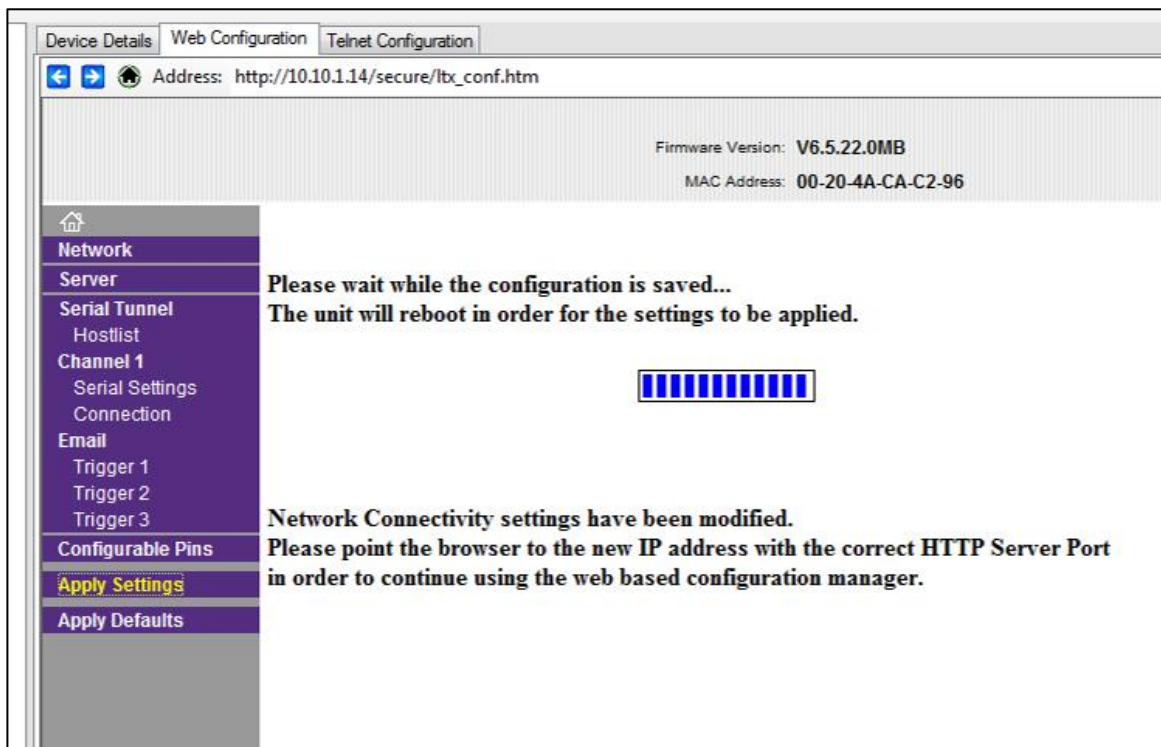 Device Details Web Configuration Telnet Configuration
Address: http://10.10.1.14/secure/ltx_conf.htm
Firmware Version: V6.5.22.0MB
MAC Address: 00-20-4A-CA-C2-96
Network
Server
Serial Tunnel
Hostlist
Channel 1
Serial Settings
Connection
Email
Trigger 1
Trigger 2
Trigger 3
Configurable Pins
Apply Settings
Apply Defaults
Please wait while the configuration is saved...
The unit will reboot in order for the settings to be applied.
Network Connectivity settings have been modified.
Please point the browser to the new IP address with the correct HTTP Server Port
in order to continue using the web based configuration manager.